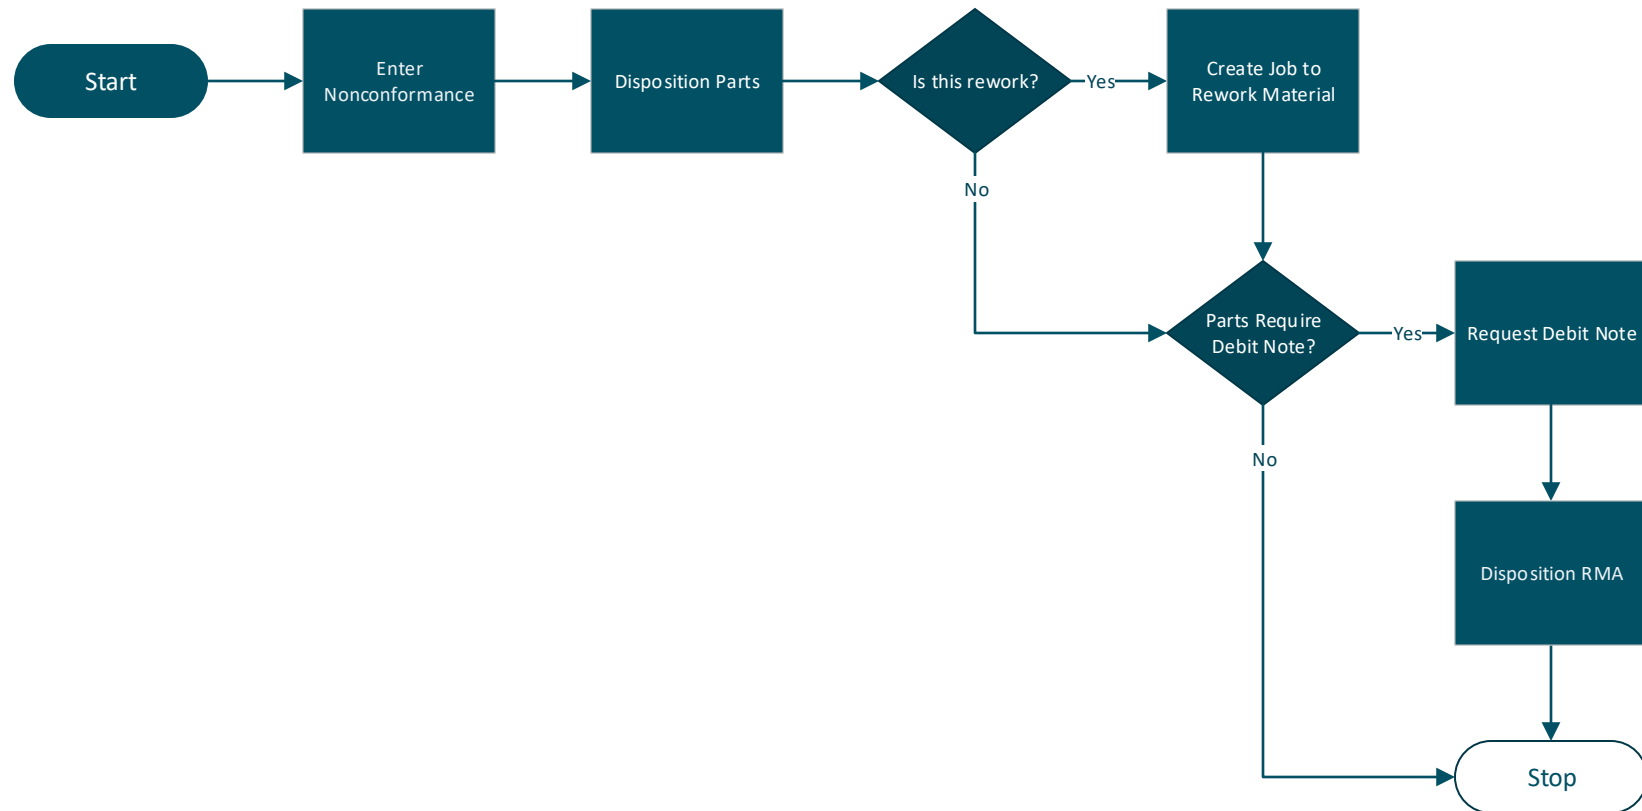 Start
Enter
Nonconformance
Disposition Parts
Is this rework?
Yes
Create Job to
Rework Material
No
Parts Require
Debit Note?
Yes
Request Debit Note
No
Disposition RMA
Stop